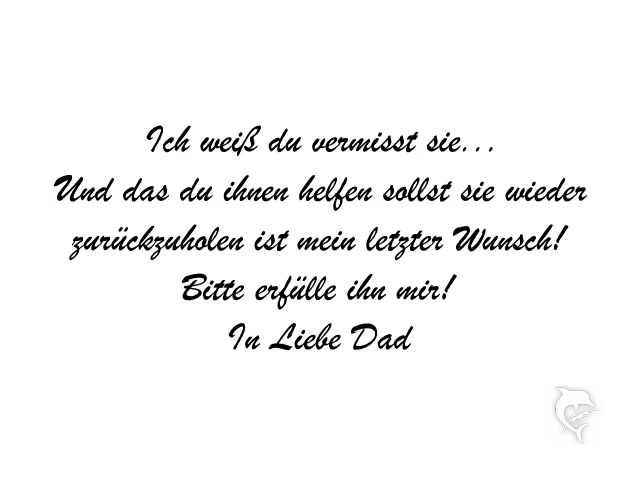 Ich weiß du vermisst sie...
Und das du ihnen helfen sollst sie wieder
zurückzuholen ist mein letzter Wunsch!
Bitte erfülle ihn mir!
In Liebe Dad